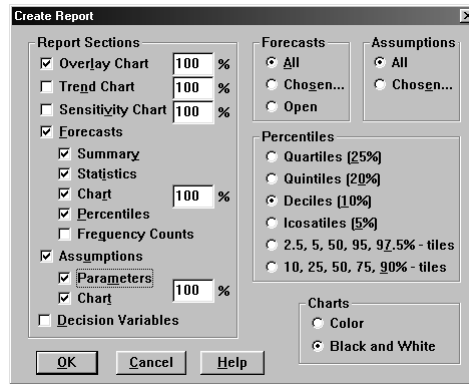 Create Report
Report Sections
Overlay Chart 100 %
Trend Chart 100 %
Sensitivity Chart 100 %
Forecasts
Summary
Statistics
Chart 100 %
Percentiles
Frequency Counts
Assumptions
Parameters
Chart 100 %
Decision Variables
Forecasts
All
Chosen...
Open
Assumptions
All
Chosen...
Percentiles
Quartiles (25%)
Quintiles (20%)
Deciles (10%)
Icosatiles (5%)
2.5, 5, 50, 95, 97.5% - tiles
10, 25, 50, 75, 90% - tiles
Charts
Color
Black and White
OK
Cancel
Help